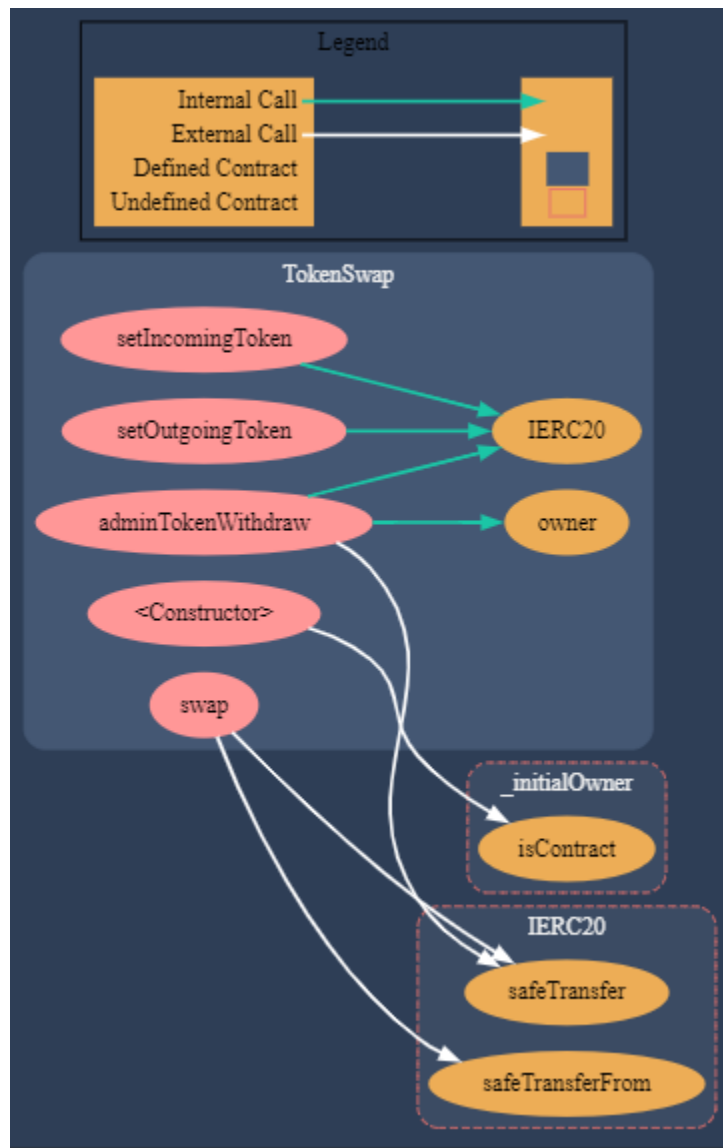 Legend
Internal Call
External Call
Defined Contract
Undefined Contract
TokenSwap
setIncomingToken
setOutgoingToken
IERC20
adminTokenWithdraw
owner
<Constructor>
swap
_initialOwner
isContract
IERC20
safeTransfer
safeTransferFrom